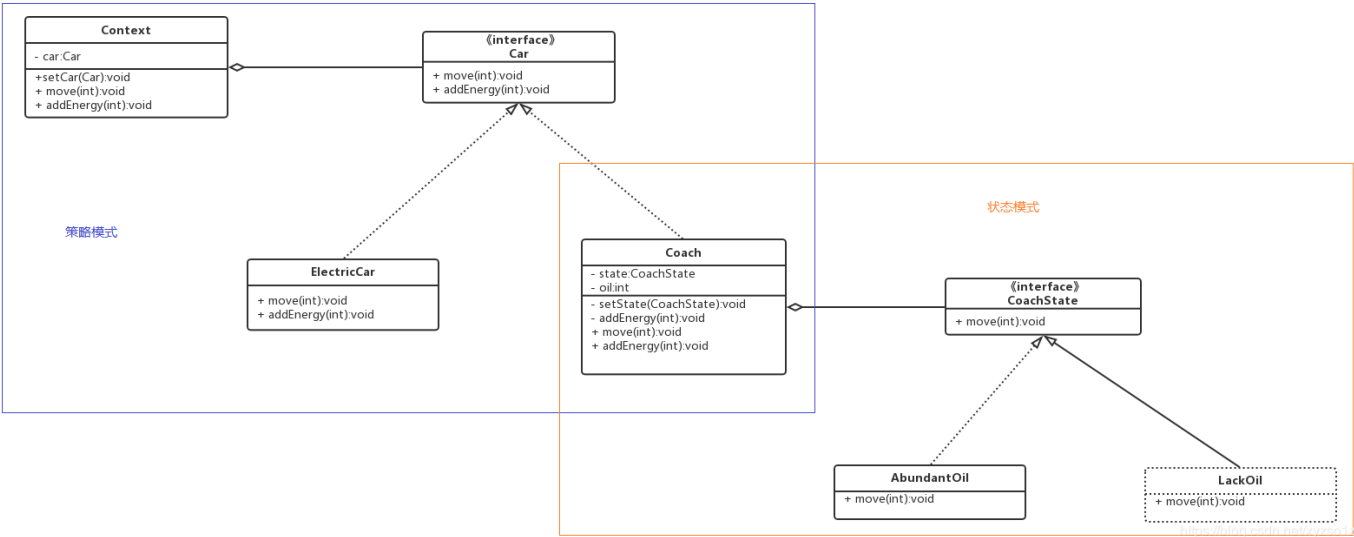 Context
- car:Car
+setCar(Car):void
+ move(int):void
+ addEnergy(int):void
《interface》
Car
+ move(int):void
+ addEnergy(int):void
策略模式
ElectricCar
+ move(int):void
+ addEnergy(int):void
状态模式
Coach
- state:CoachState
- oil:int
- setState(CoachState):void
- addEnergy(int):void
+ move(int):void
+ addEnergy(int):void
《interface》
CoachState
+ move(int):void
AbundantOil
+ move(int):void
LackOil
+ move(int):void